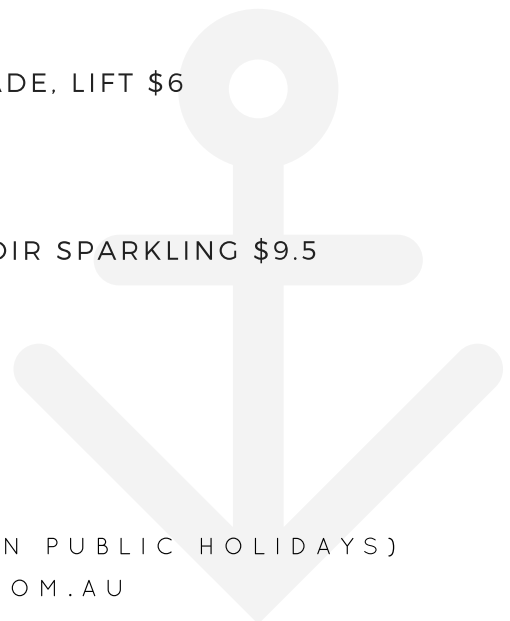 ADE, LIFT $6
OIR SPARKLING $9.5
N PUBLIC HOLIDAYS)
OM.AU